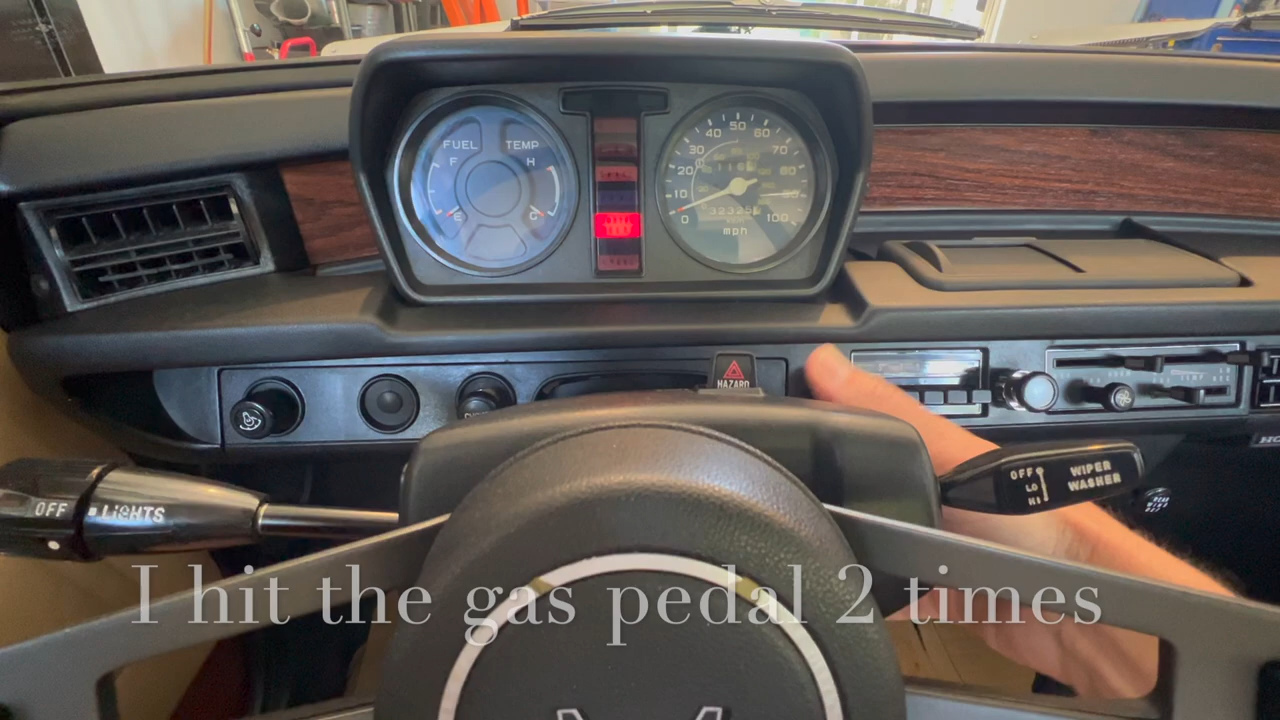 FUEL TEMP
F H
E C
0 10 20 30 40 50 60 70 80 100
mph
HAZARD
OFF LIGHTS
OFF
LO
HI
WIPER
WASHER
I hit the gas pedal 2 times